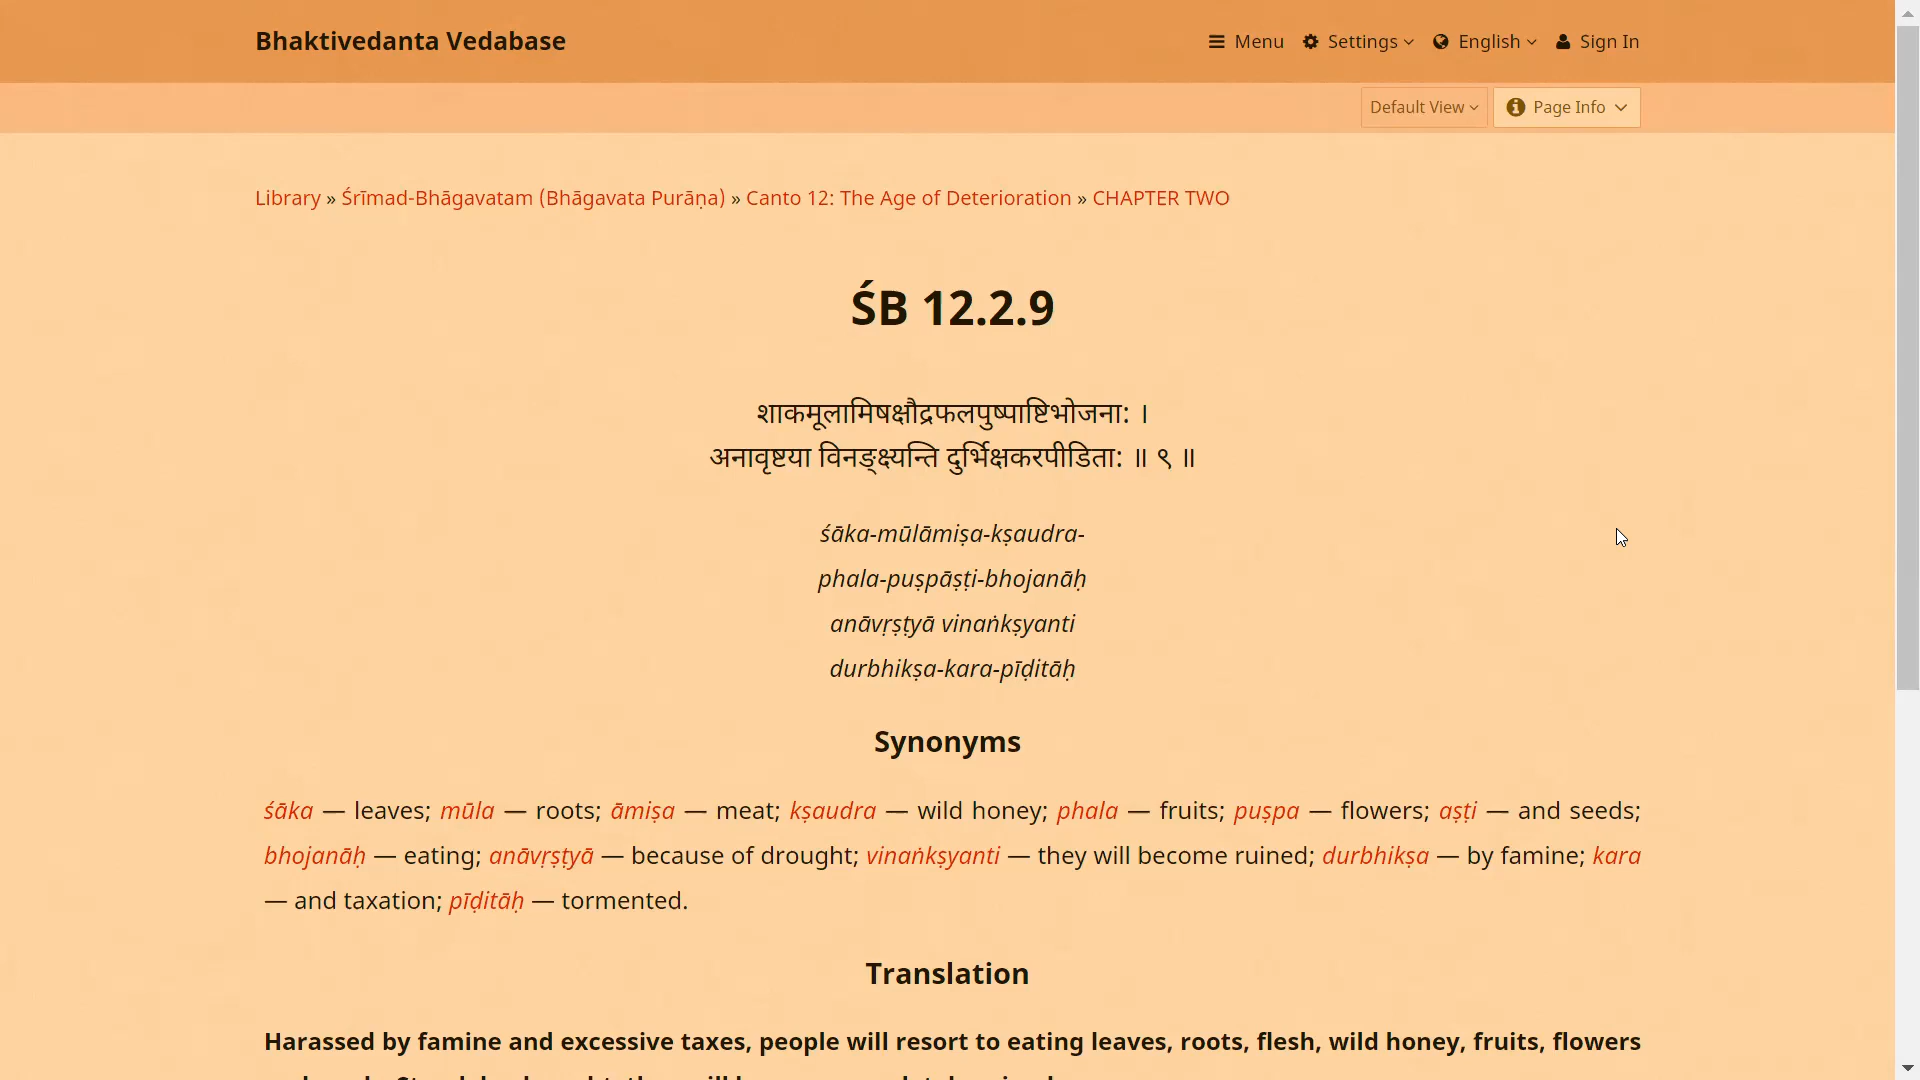 Bhaktivedanta Vedabase
Menu Settings English Sign In
Default View Page Info
Library » Śrīmad-Bhāgavatam (Bhāgavata Purāṇa) » Canto 12: The Age of Deterioration » CHAPTER TWO
ŚB 12.2.9
शाकमूलामिषक्षौद्रफलपुष्पाष्टिभोजना: ।
अनावृष्टया विनङ्‌क्ष्यन्ति दुर्भिक्षकरपीडिता: ॥ ९ ॥
śāka-mūlāmiṣa-kṣaudra-
phala-puṣpāṣṭi-bhojanāḥ
anāvṛṣṭyā vinaṅkṣyanti
durbhikṣa-kara-pīḍitāḥ
Synonyms
śāka — leaves; mūla — roots; āmiṣa — meat; kṣaudra — wild honey; phala — fruits; puṣpa — flowers; aṣṭi — and seeds;
bhojanāḥ — eating; anāvṛṣṭyā — because of drought; vinaṅkṣyanti — they will become ruined; durbhikṣa — by famine; kara
— and taxation; pīḍitāḥ — tormented.
Translation
Harassed by famine and excessive taxes, people will resort to eating leaves, roots, flesh, wild honey, fruits, flowers